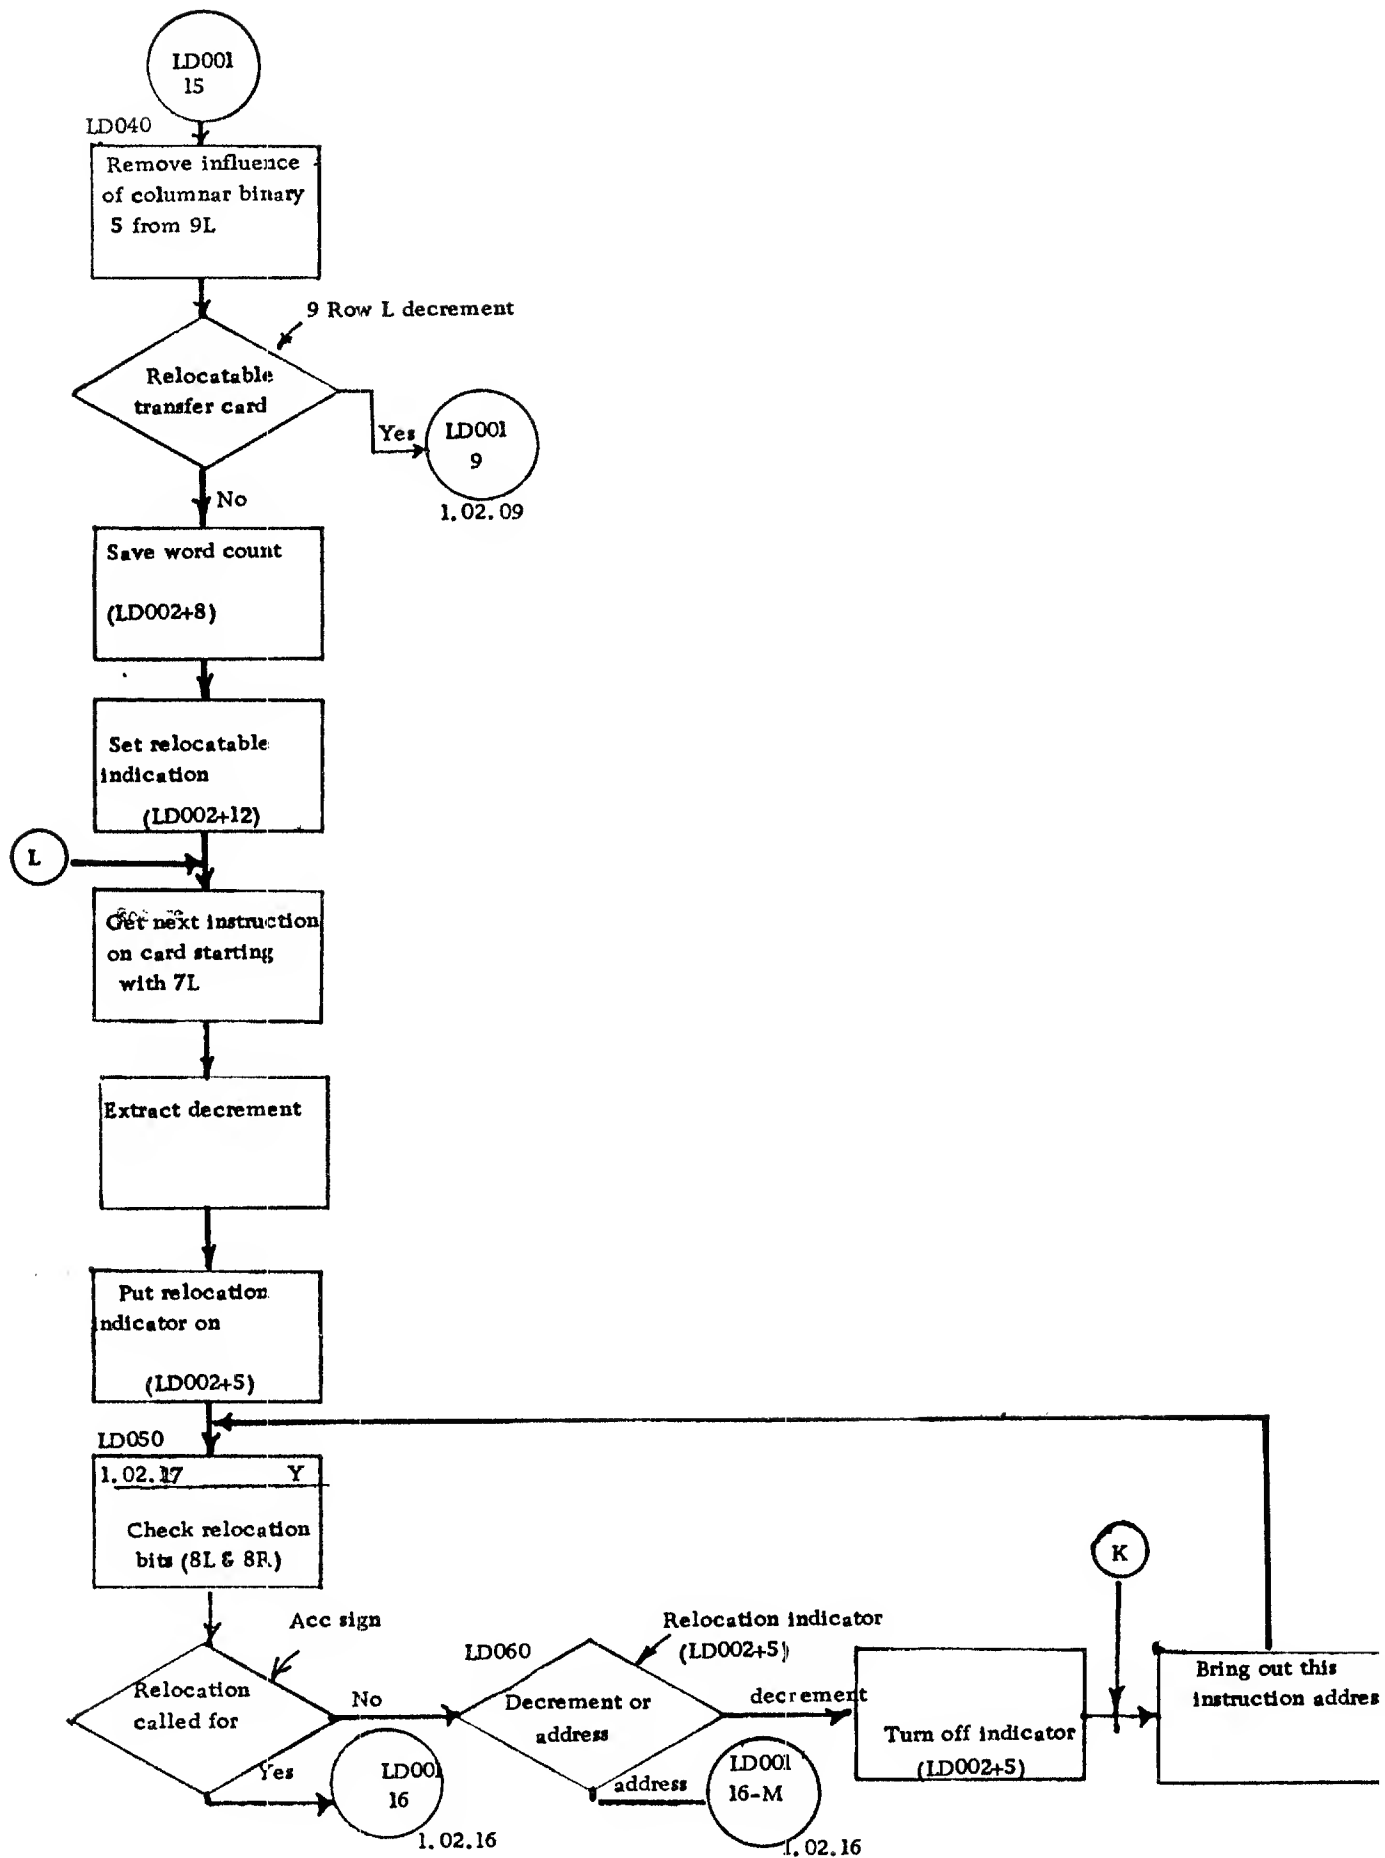 LD001
15
LD040
Remove influence
of columnar binary
5 from 9L
9 Row L decrement
Relocatable
transfer card
Yes
LD001
9
1.02.09
No
Save word count
(LD002+8)
Set relocatable
indication
(LD002+12)
L
Get next instruction
on card starting
with 7L
Extract decrement
Put relocation
indicator on
(LD002+5)
LD050
1.02.17 Y
Check relocation
bits (8L & 8R)
K
Acc sign
Relocation called for
No
Yes
LD001
16
1.02.16
LD060
Relocation indicator
(LD002+5)
Decrement or
address
decrement
address
LD001
16-M
1.02.16
Turn off indicator
(LD002+5)
Bring out this
instruction addres